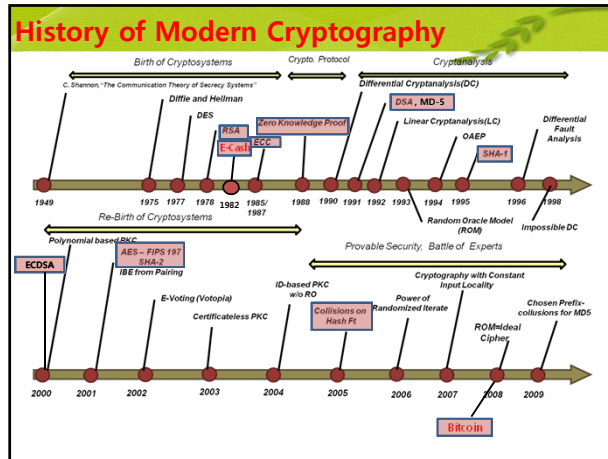 History of Modern Cryptography
Birth of Cryptosystems
Crypto. Protocol
Cryptanalysis
C. Shannon,"The Communication Theory of Secrecy Systems"
Differential Cryptanalysis(DC)
Diffie and Hellman
DSA , MD-5
DES
Zero Knowledge Proof
Linear Cryptanalysis(LC)
Differential
Fault
Analysis
RSA
E-Cash
ECC
OAEP
SHA-1
1949
1975
1977
1978
1982
1985/
1987
1988
1990
1991
1992
1993
1994
1995
1996
1998
Random Oracle Model
(ROM)
Impossible DC
Re-Birth of Cryptosystems
Polynomial based PKC
Provable Security, Battle of Experts
ECDSA
AES – FIPS 197
SHA-2
IBE from Pairing
ID-based PKC
w/o RO
Cryptography with Constant
Input Locality
E-Voting (Votopia)
Certificateless PKC
Collisions on
Hash Ft
Power of
Randomized Iterate
Chosen Prefix-
collusions for MD5
ROM=Ideal
Cipher
2000
2001
2002
2003
2004
2005
2006
2007
2008
2009
Bitcoin